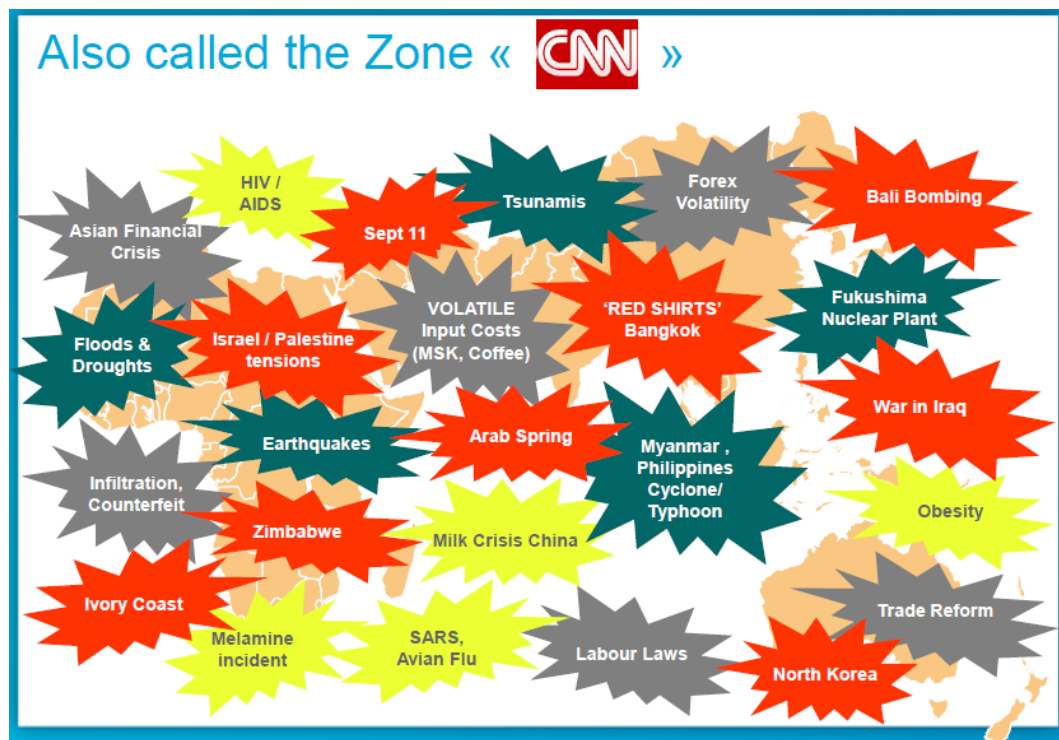 Also called the Zone « CNN »
HIV /
AIDS
Asian Financial
Crisis
Sept 11
Tsunamis
Forex
Volatility
Bali Bombing
Floods &
Droughts
Israel / Palestine
tensions
VOLATILE
Input Costs
(MSK, Coffee)
‘RED SHIRTS’
Bangkok
Fukushima
Nuclear Plant
Infiltration,
Counterfeit
Earthquakes
Arab Spring
Myanmar ,
Philippines
Cyclone/
Typhoon
War in Iraq
Zimbabwe
Milk Crisis China
Obesity
Ivory Coast
Melamine
incident
SARS,
Avian Flu
Labour Laws
North Korea
Trade Reform